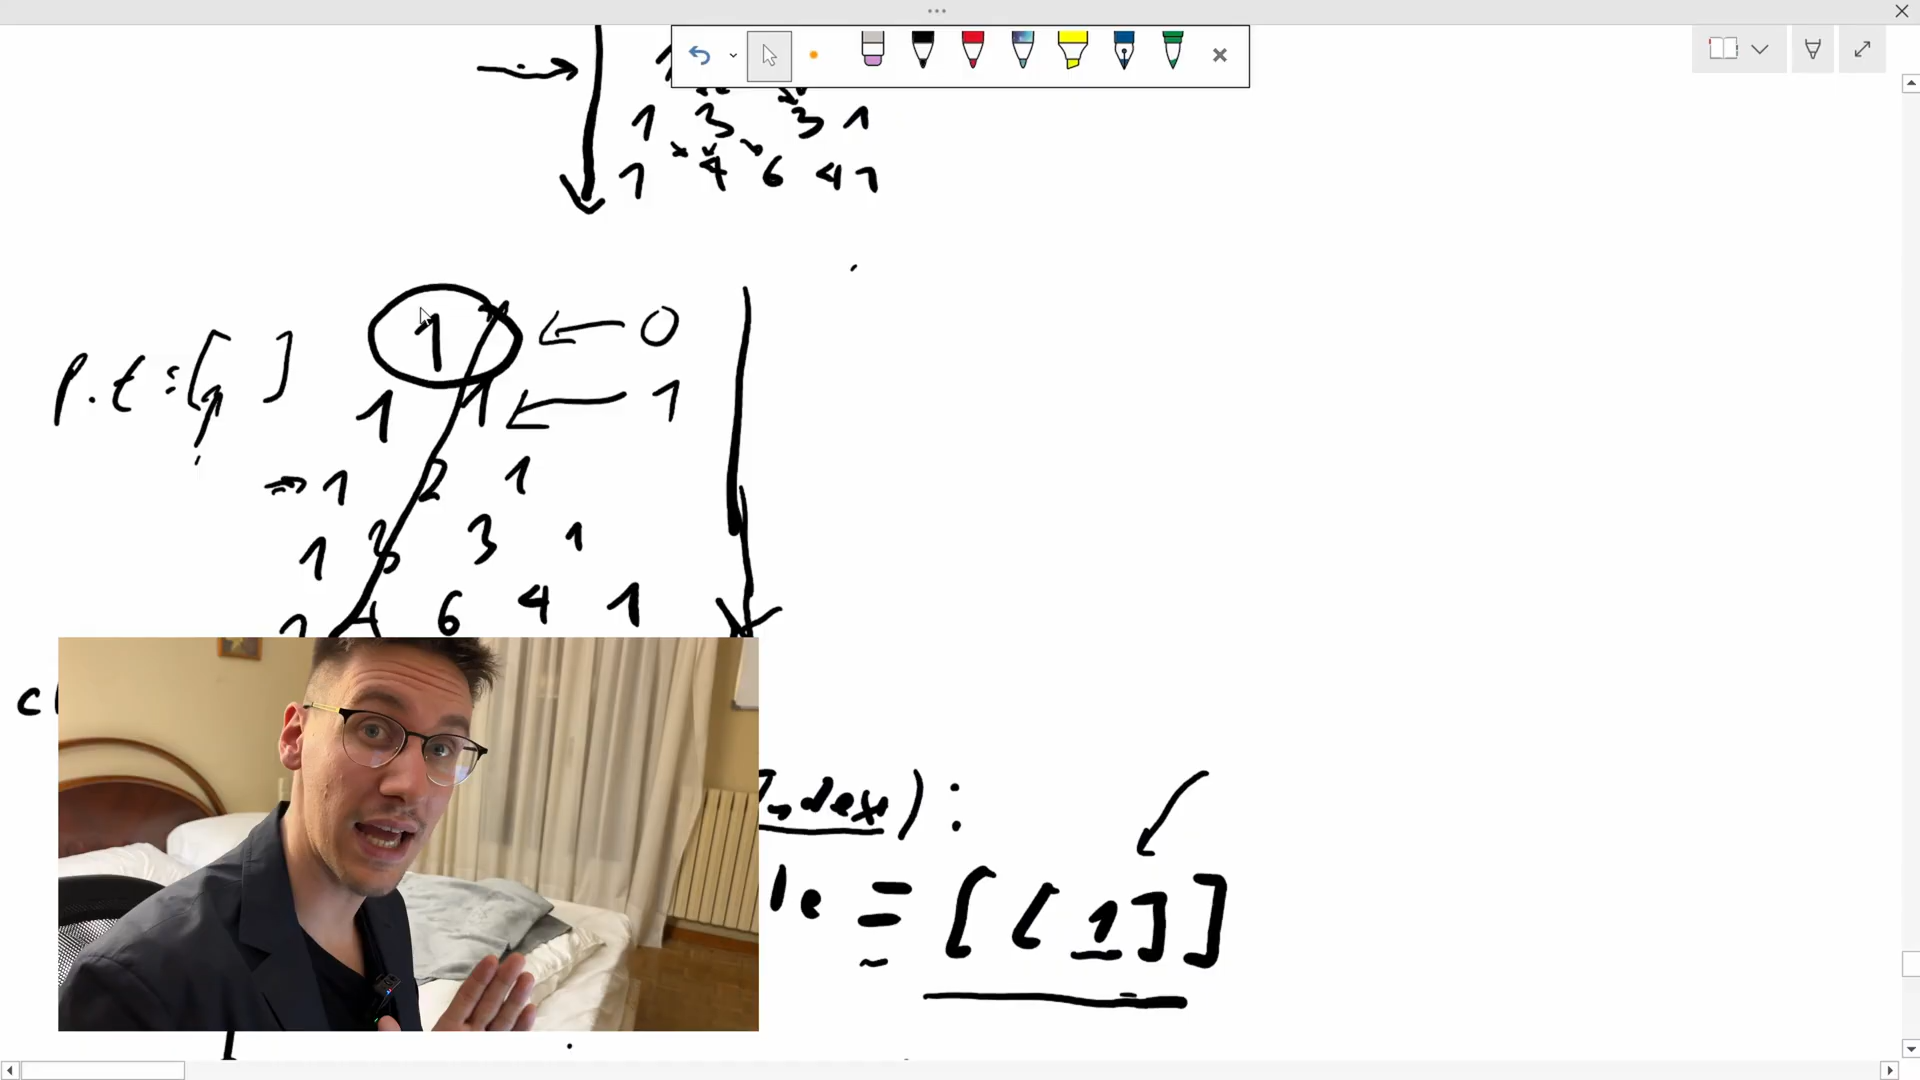 1 3 3 1
1 4 6 4 1
1 ← 0
p.t = [ ]
1 1 ← 1
→ 1 2 1
1 3 3 1
1 4 6 4 1
Index):
le = [[1]]